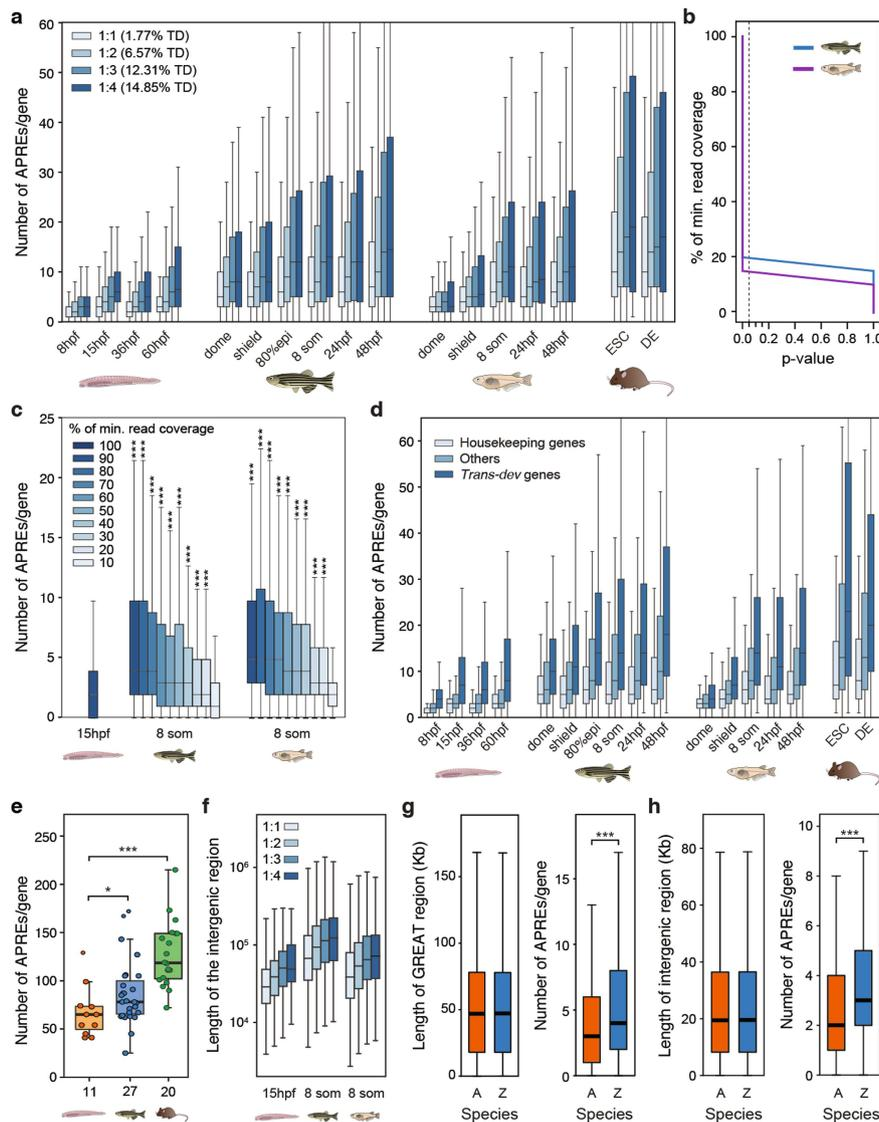 a
Number of APREs/gene
60
50
40
30
20
10
0
1:1 (1.77% TD)
1:2 (6.57% TD)
1:3 (12.31% TD)
1:4 (14.85% TD)
8hpf 15hpf 36hpf 60hpf dome shield 80%epi 8 som 24hpf 48hpf dome shield 8 som 24hpf 48hpf ESC DE
b
% of min. read coverage
100
80
60
40
20
0
0.0 0.2 0.4 0.6 0.8 1.0
p-value
c
Number of APREs/gene
25
20
15
10
5
0
% of min. read coverage
100
90
80
70
60
50
40
30
20
10
*** *** *** *** *** *** *** *** ***
*** *** *** *** *** *** *** *** ***
15hpf 8 som 8 som
d
Number of APREs/gene
60
50
40
30
20
10
0
Housekeeping genes
Others
Trans-dev genes
8hpf 15hpf 36hpf 60hpf dome shield 80%epi 8 som 24hpf 48hpf dome shield 8 som 24hpf 48hpf ESC DE
e
Number of APREs/gene
250
200
150
100
50
0
***
*
11 27 20
f
Length of the intergenic region
10⁶
10⁵
10⁴
1:1
1:2
1:3
1:4
15hpf 8 som 8 som
g
Length of GREAT region (Kb)
150
100
50
0
A Z
Species
Number of APREs/gene
15
10
5
0
***
A Z
Species
h
Length of intergenic region (Kb)
80
60
40
20
0
A Z
Species
Number of APREs/gene
10
8
6
4
2
0
***
A Z
Species